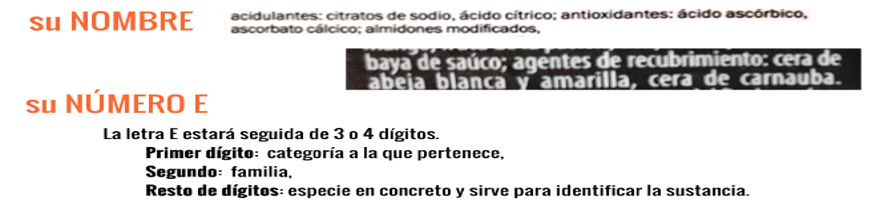 su NOMBRE
acidulantes: citratos de sodio, ácido cítrico; antioxidantes: ácido ascórbico,
ascorbato cálcico; almidones modificados,
baya de saúco; agentes de recubrimiento: cera de
abeja blanca y amarilla, cera de carnauba.
su NÚMERO E
La letra E estará seguida de 3 o 4 dígitos.
Primer dígito: categoría a la que pertenece,
Segundo: familia,
Resto de dígitos: especie en concreto y sirve para identificar la sustancia.